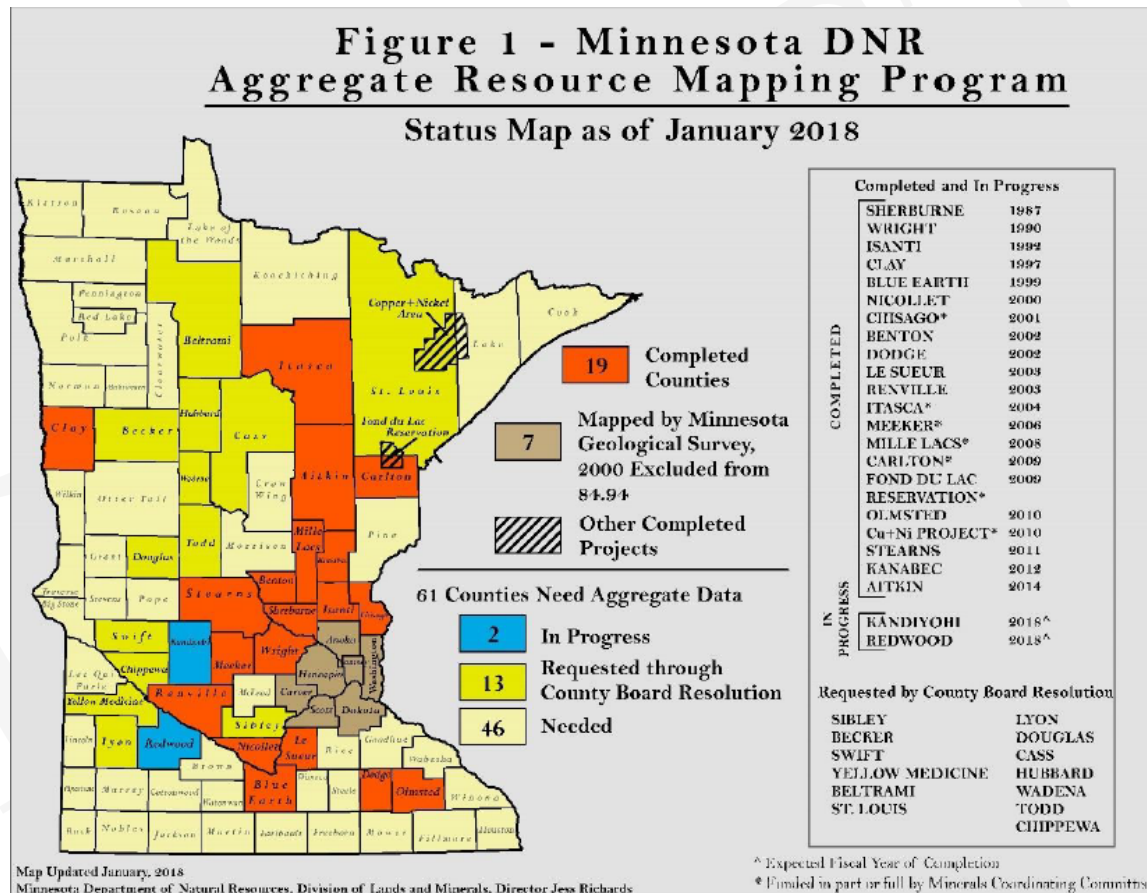 Figure 1 - Minnesota DNR
Aggregate Resource Mapping Program
Status Map as of January 2018
Kittson
Roseau
Lake of
the Woods
Marshall
Koochiching
Pennington
Red Lake
Polk
Beltrami
Clearwater
Copper+Nickel
Area
Cook
Lake
Norman
Itasca
St. Louis
Hubbard
Clay
Becker
Cass
Fond du Lac
Reservation
Aitkin
Carlton
Wilkin
Otter Tail
Crow
Wing
Todd
Mille
Lacs
Pine
Grant
Douglas
Morrison
Traverse
Big Stone
Stevens
Pope
Stearns
Benton
Sherburne
Isanti
Swift
Kandiyohi
Meeker
Wright
Anoka
Washington
Hennepin
Chippewa
Lac Qui
Parle
Renville
McLeod
Carver
Scott
Dakota
Yellow Medicine
Sibley
Lincoln
Lyon
Redwood
Nicollet
Le
Sueur
Rice
Goodhue
Wabasha
Brown
Murray
Cottonwood
Watonwan
Blue
Earth
Steele
Dodge
Olmsted
Winona
Rock
Nobles
Jackson
Martin
Faribault
Freeborn
Mower
Fillmore
Houston
19 Completed
Counties
7 Mapped by Minnesota
Geological Survey,
2000 Excluded from
84.94
Other Completed
Projects
61 Counties Need Aggregate Data
2 In Progress
13 Requested through
County Board Resolution
46 Needed
Completed and In Progress
COMPLETED
SHERBURNE 1987
WRIGHT 1990
ISANTI 1992
CLAY 1997
BLUE EARTH 1999
NICOLLET 2000
CHISAGO* 2001
BENTON 2002
DODGE 2002
LE SUEUR 2003
RENVILLE 2003
ITASCA* 2004
MEEKER* 2006
MILLE LACS* 2008
CARLTON* 2009
FOND DU LAC 2009
RESERVATION*
OLMSTED 2010
Cu+Ni PROJECT* 2010
STEARNS 2011
KANABEC 2012
AITKIN 2014
IN
PROGRESS
KANDIYOHI 2018^
REDWOOD 2018^
Requested by County Board Resolution
SIBLEY LYON
BECKER DOUGLAS
SWIFT CASS
YELLOW MEDICINE HUBBARD
BELTRAMI WADENA
ST. LOUIS TODD
CHIPPEWA
^ Expected Fiscal Year of Completion
* Funded in part or full by Minerals Coordinating Committe
Map Updated January, 2018
Minnesota Department of Natural Resources, Division of Lands and Minerals, Director Jess Richards